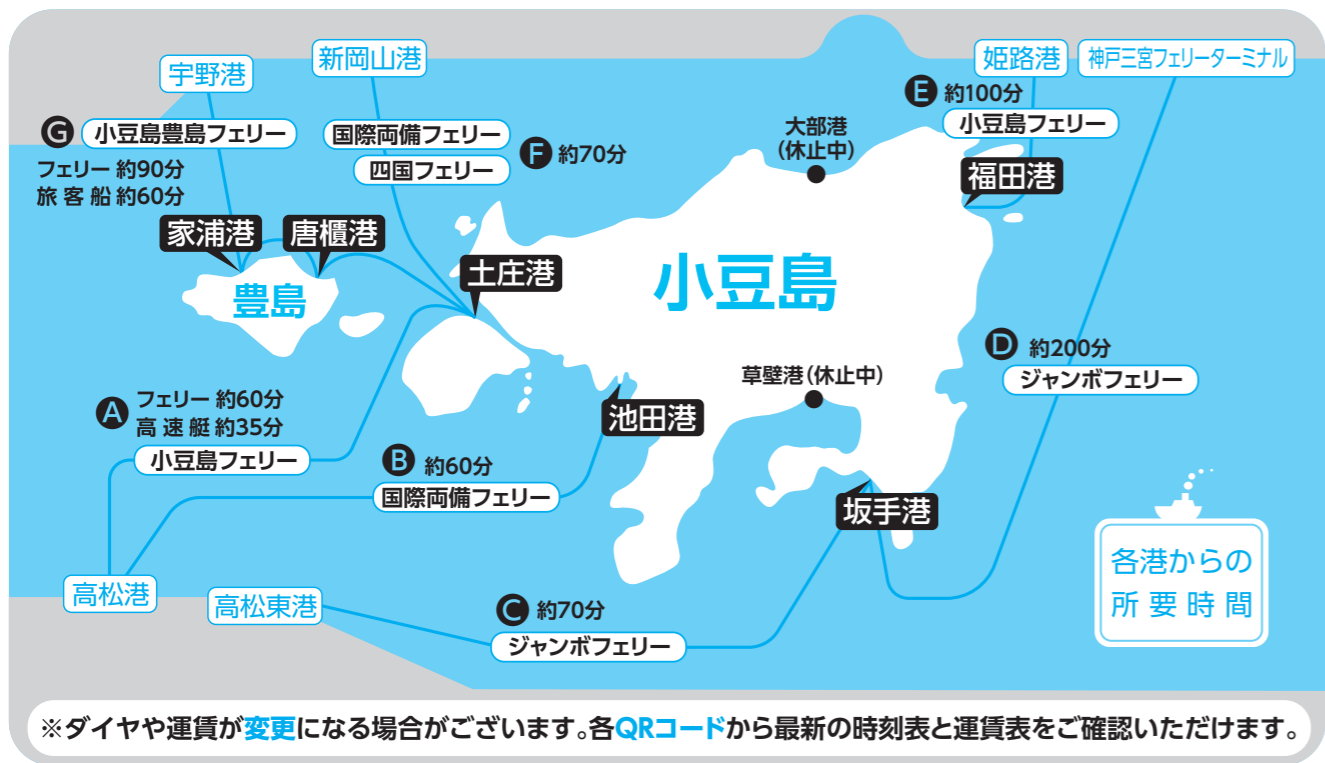 宇野港
新岡山港
姫路港
神戸三宮フェリーターミナル
G 小豆島豊島フェリー
フェリー 約90分
旅客船 約60分
国際両備フェリー
四国フェリー
F 約70分
大部港
(休止中)
E 約100分
小豆島フェリー
福田港
家浦港
唐櫃港
土庄港
豊島
小豆島
A フェリー 約60分
高速艇 約35分
小豆島フェリー
B 約60分
国際両備フェリー
池田港
草壁港(休止中)
D 約200分
ジャンボフェリー
坂手港
高松港
高松東港
C 約70分
ジャンボフェリー
各港からの
所要時間
※ダイヤや運賃が変更になる場合がございます。各QRコードから最新の時刻表と運賃表をご確認いただけます。